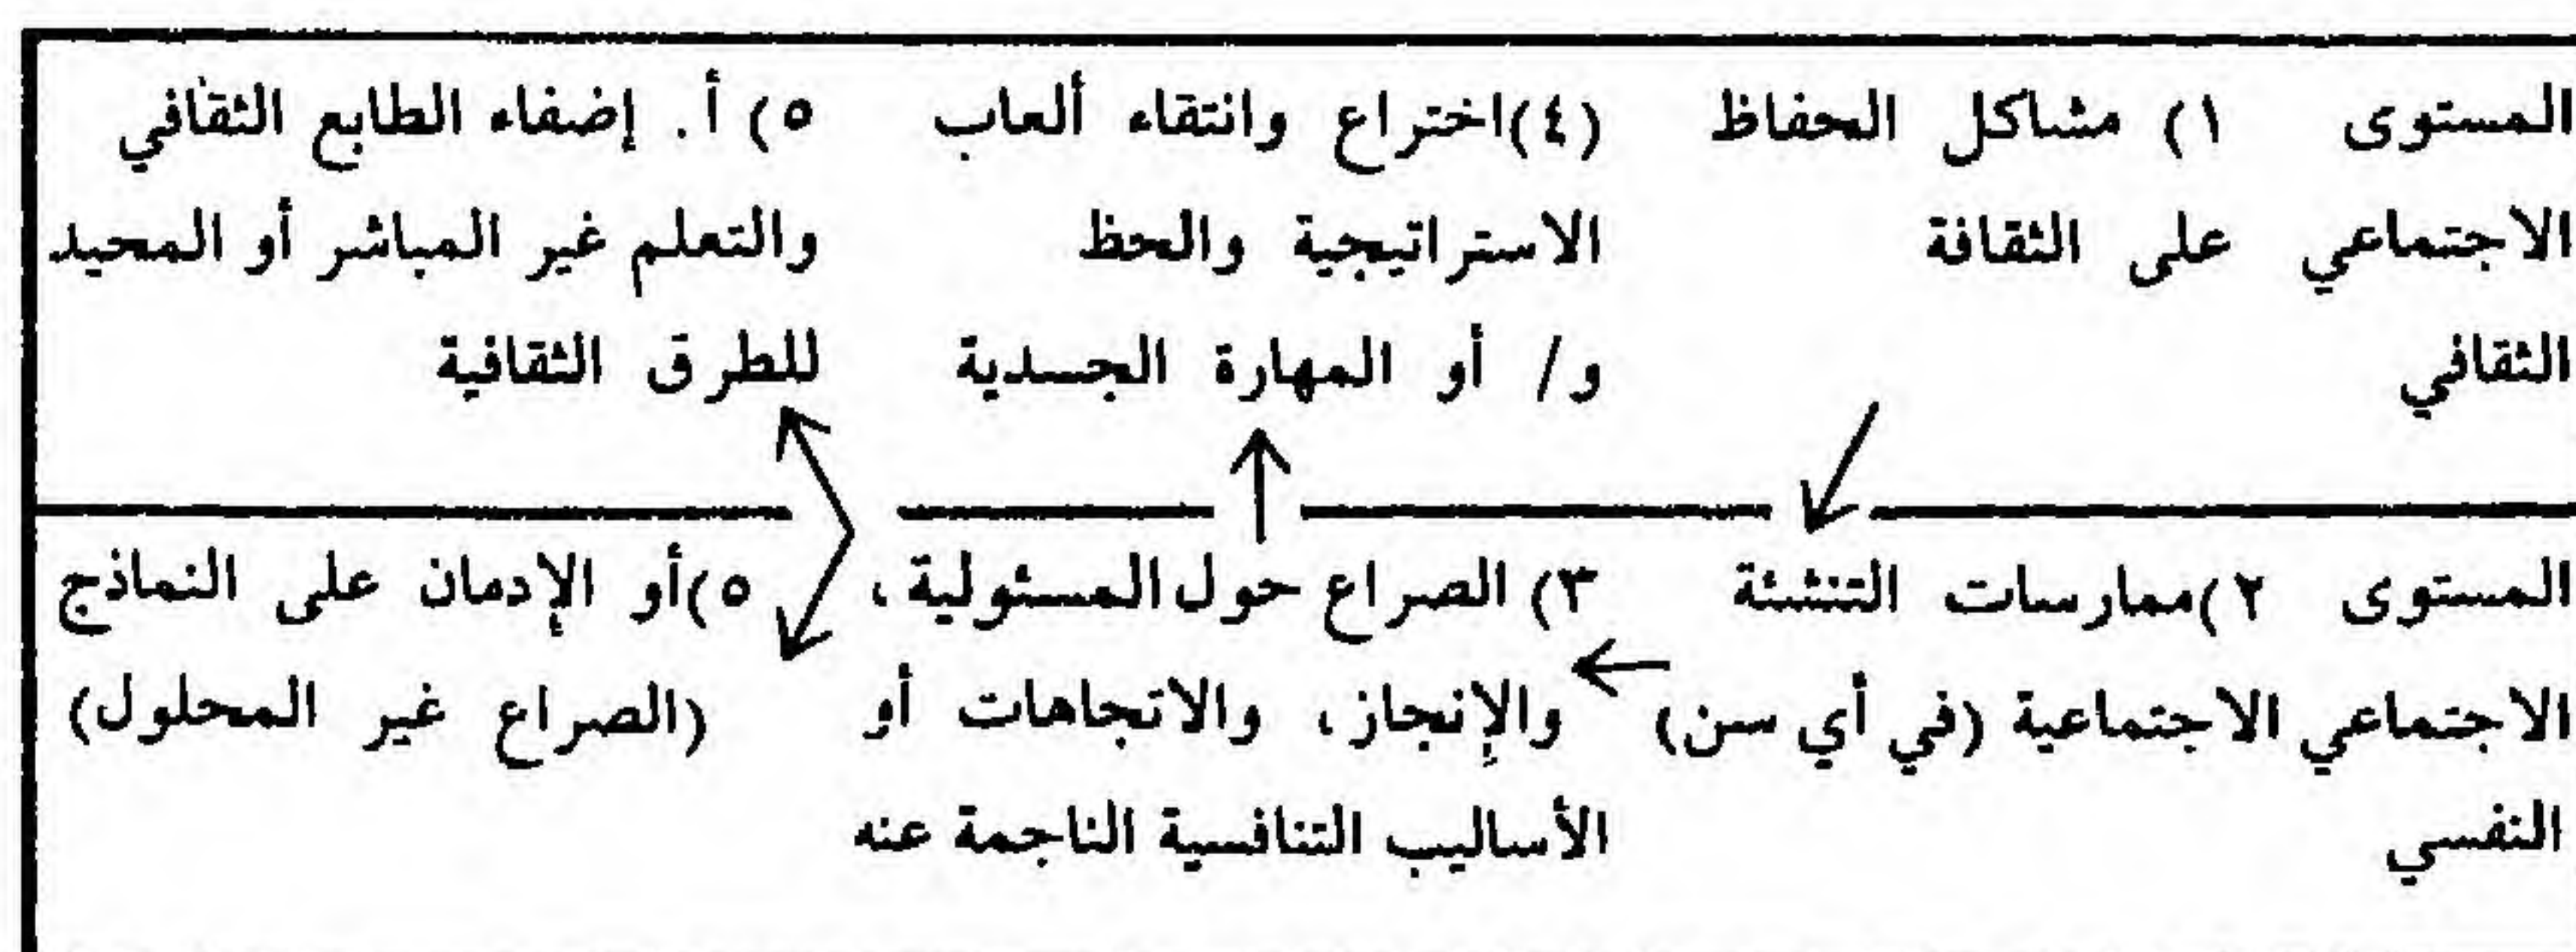 المستوى ١) مشاكل الحفاظ (٤)اختراع وانتقاء ألعاب ٥) أ. إضفاء الطابع الثقافي
الاجتماعي على الثقافة الاستراتيجية والحظ والتعلم غير المباشر أو المحيد
الثقافي و/ أو المهارة الجسدية للطرق الثقافية
المستوى ٢)ممارسات التنشئة ٣) الصراع حول المسئولية، ٥)أو الإدمان على النماذج
الاجتماعي الاجتماعية (في أي سن) والإنجاز، والاتجاهات أو (الصراع غير المحلول)
النفسي الأساليب التنافسية الناجمة عنه